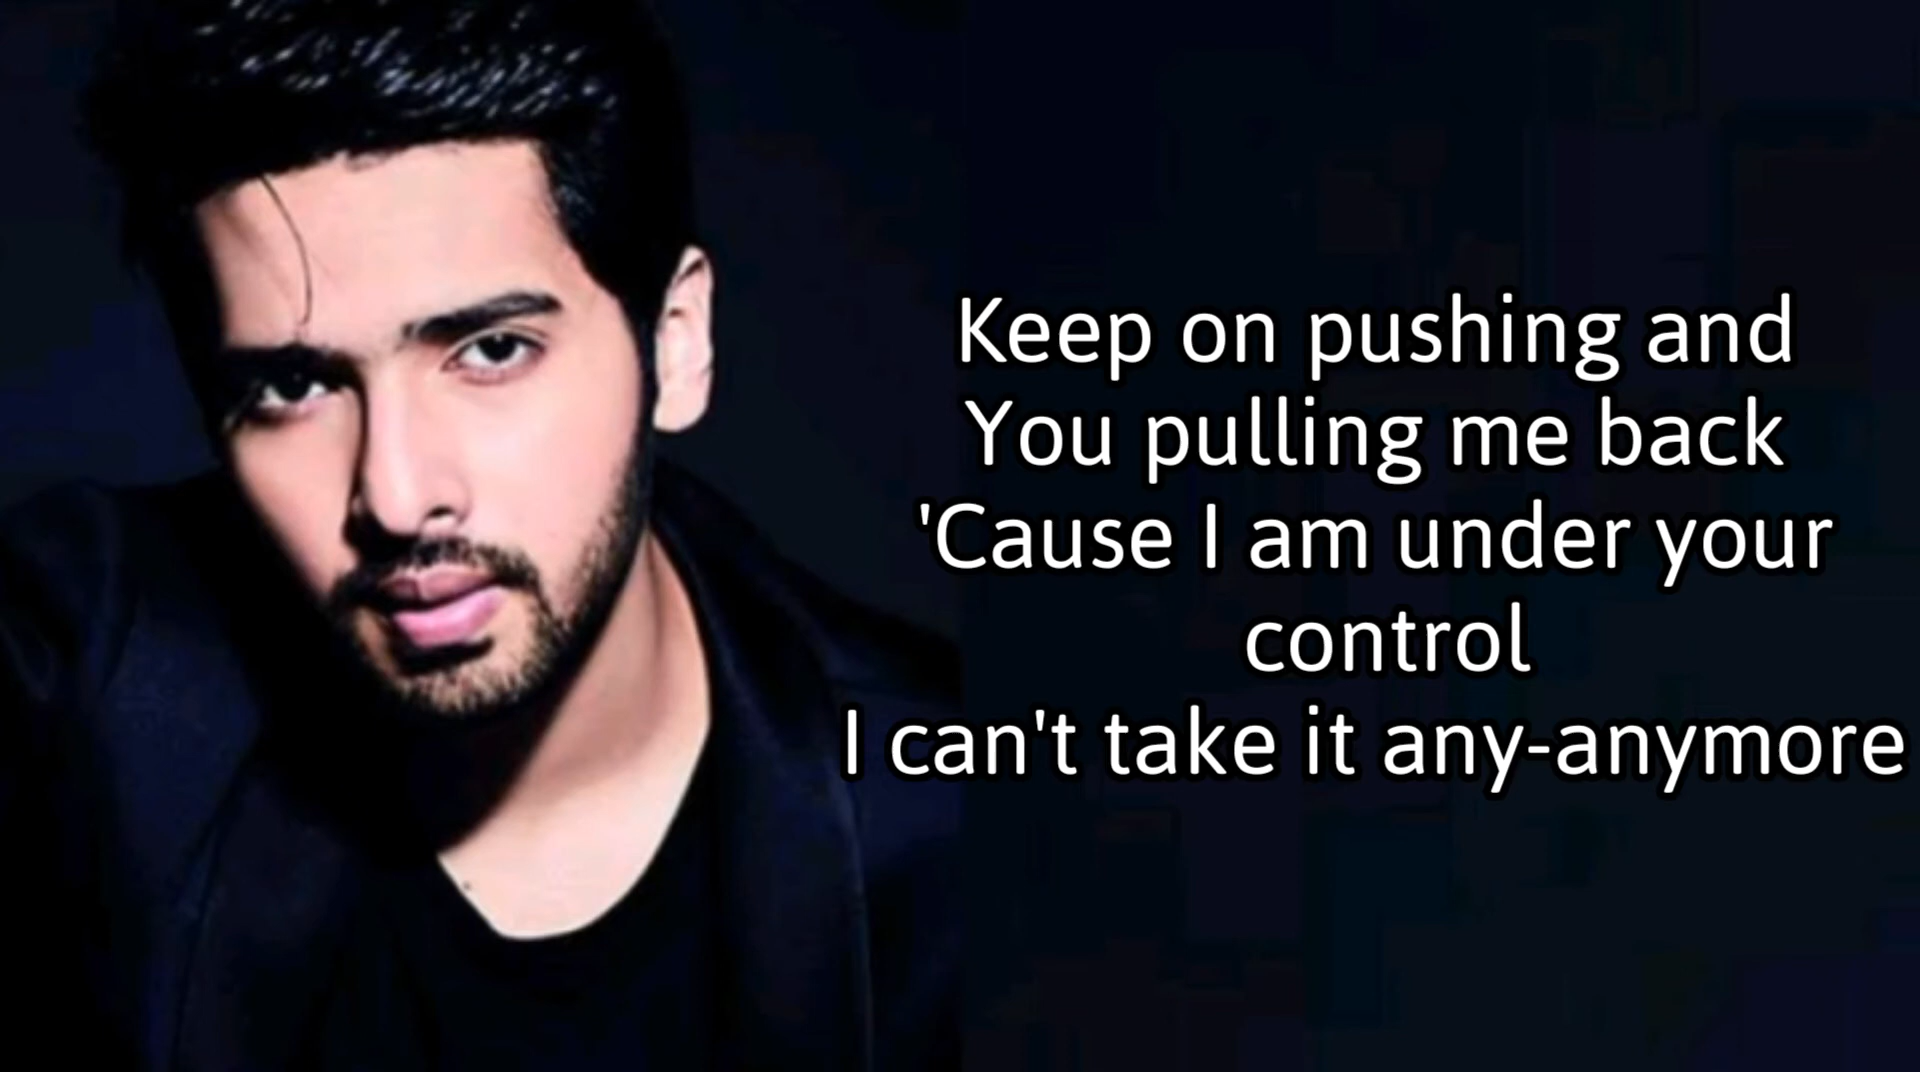 Keep on pushing and
You pulling me back
'Cause I am under your
control
I can't take it any-anymore